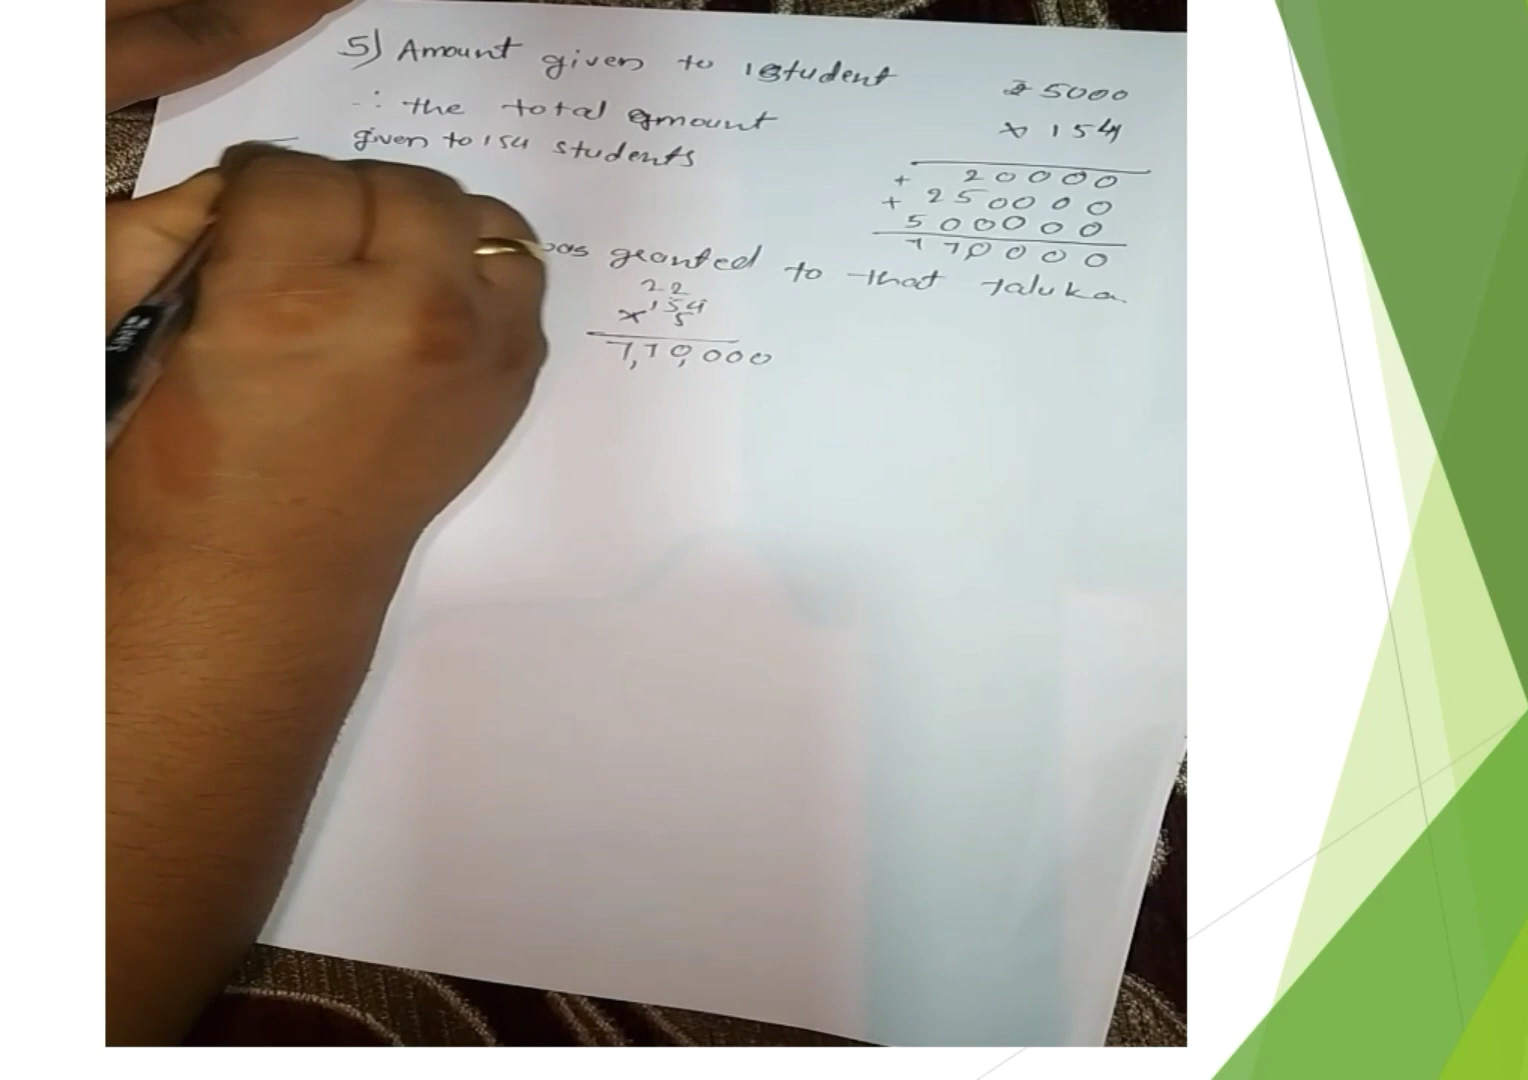 5) Amount given to 1 student ₹ 5000
∴ the total amount × 154
given to 154 students
+ 20000
+ 250000
500000
770000
was granted to that taluka
22
154
× 5
7,70,000